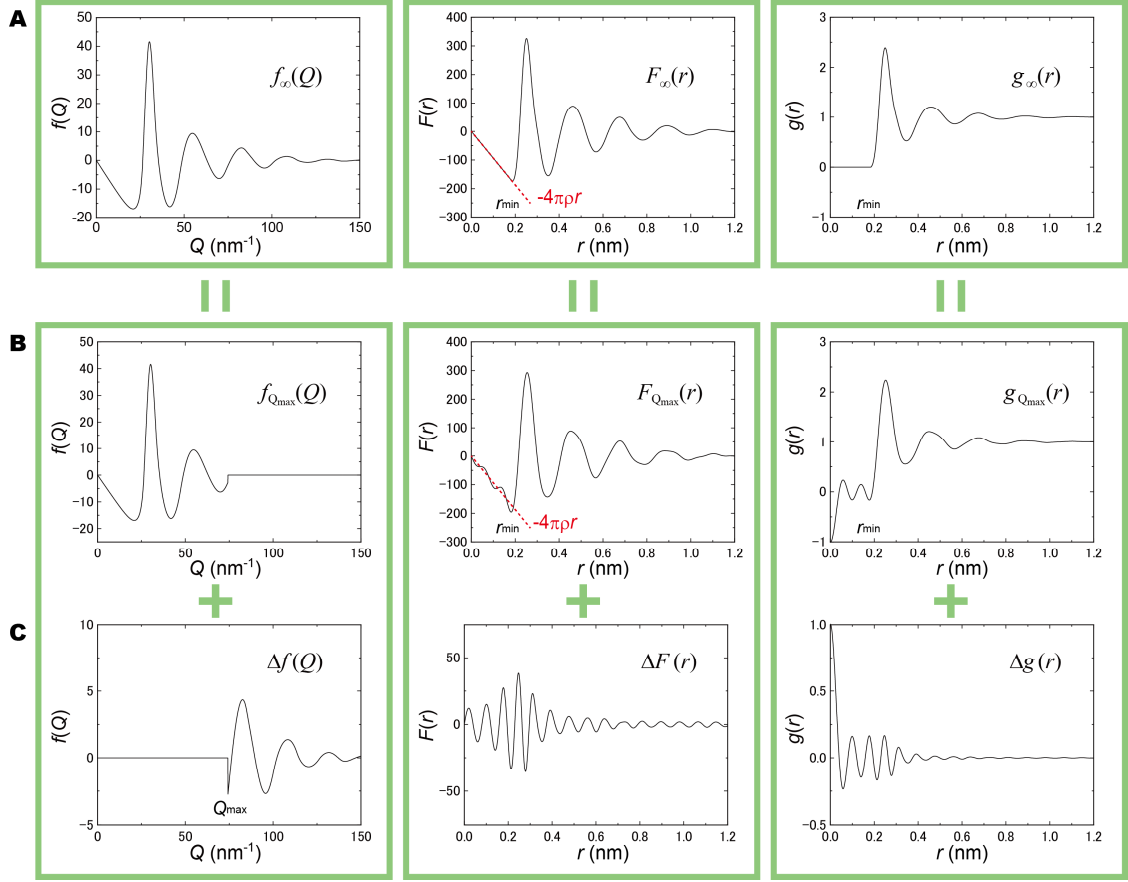 A
f(Q)
50
40
30
20
10
0
−10
−20
f∞(Q)
0
50
100
150
Q (nm⁻¹)
F(r)
400
300
200
100
0
−100
−200
−300
F∞(r)
-4πρr
rmin
0.0
0.2
0.4
0.6
0.8
1.0
1.2
r (nm)
g(r)
3
2
1
0
−1
g∞(r)
rmin
0.0
0.2
0.4
0.6
0.8
1.0
1.2
r (nm)
B
f(Q)
50
40
30
20
10
0
−10
−20
fQmax(Q)
0
50
100
150
Q (nm⁻¹)
F(r)
400
300
200
100
0
−100
−200
−300
FQmax(r)
-4πρr
rmin
0.0
0.2
0.4
0.6
0.8
1.0
1.2
r (nm)
g(r)
3
2
1
0
−1
gQmax(r)
rmin
0.0
0.2
0.4
0.6
0.8
1.0
1.2
r (nm)
C
f(Q)
10
5
0
−5
Δf(Q)
Qmax
0
50
100
150
Q (nm⁻¹)
F(r)
50
0
−50
ΔF(r)
0.0
0.2
0.4
0.6
0.8
1.0
1.2
r (nm)
g(r)
1.0
0.5
0.0
−0.5
Δg(r)
0.0
0.2
0.4
0.6
0.8
1.0
1.2
r (nm)